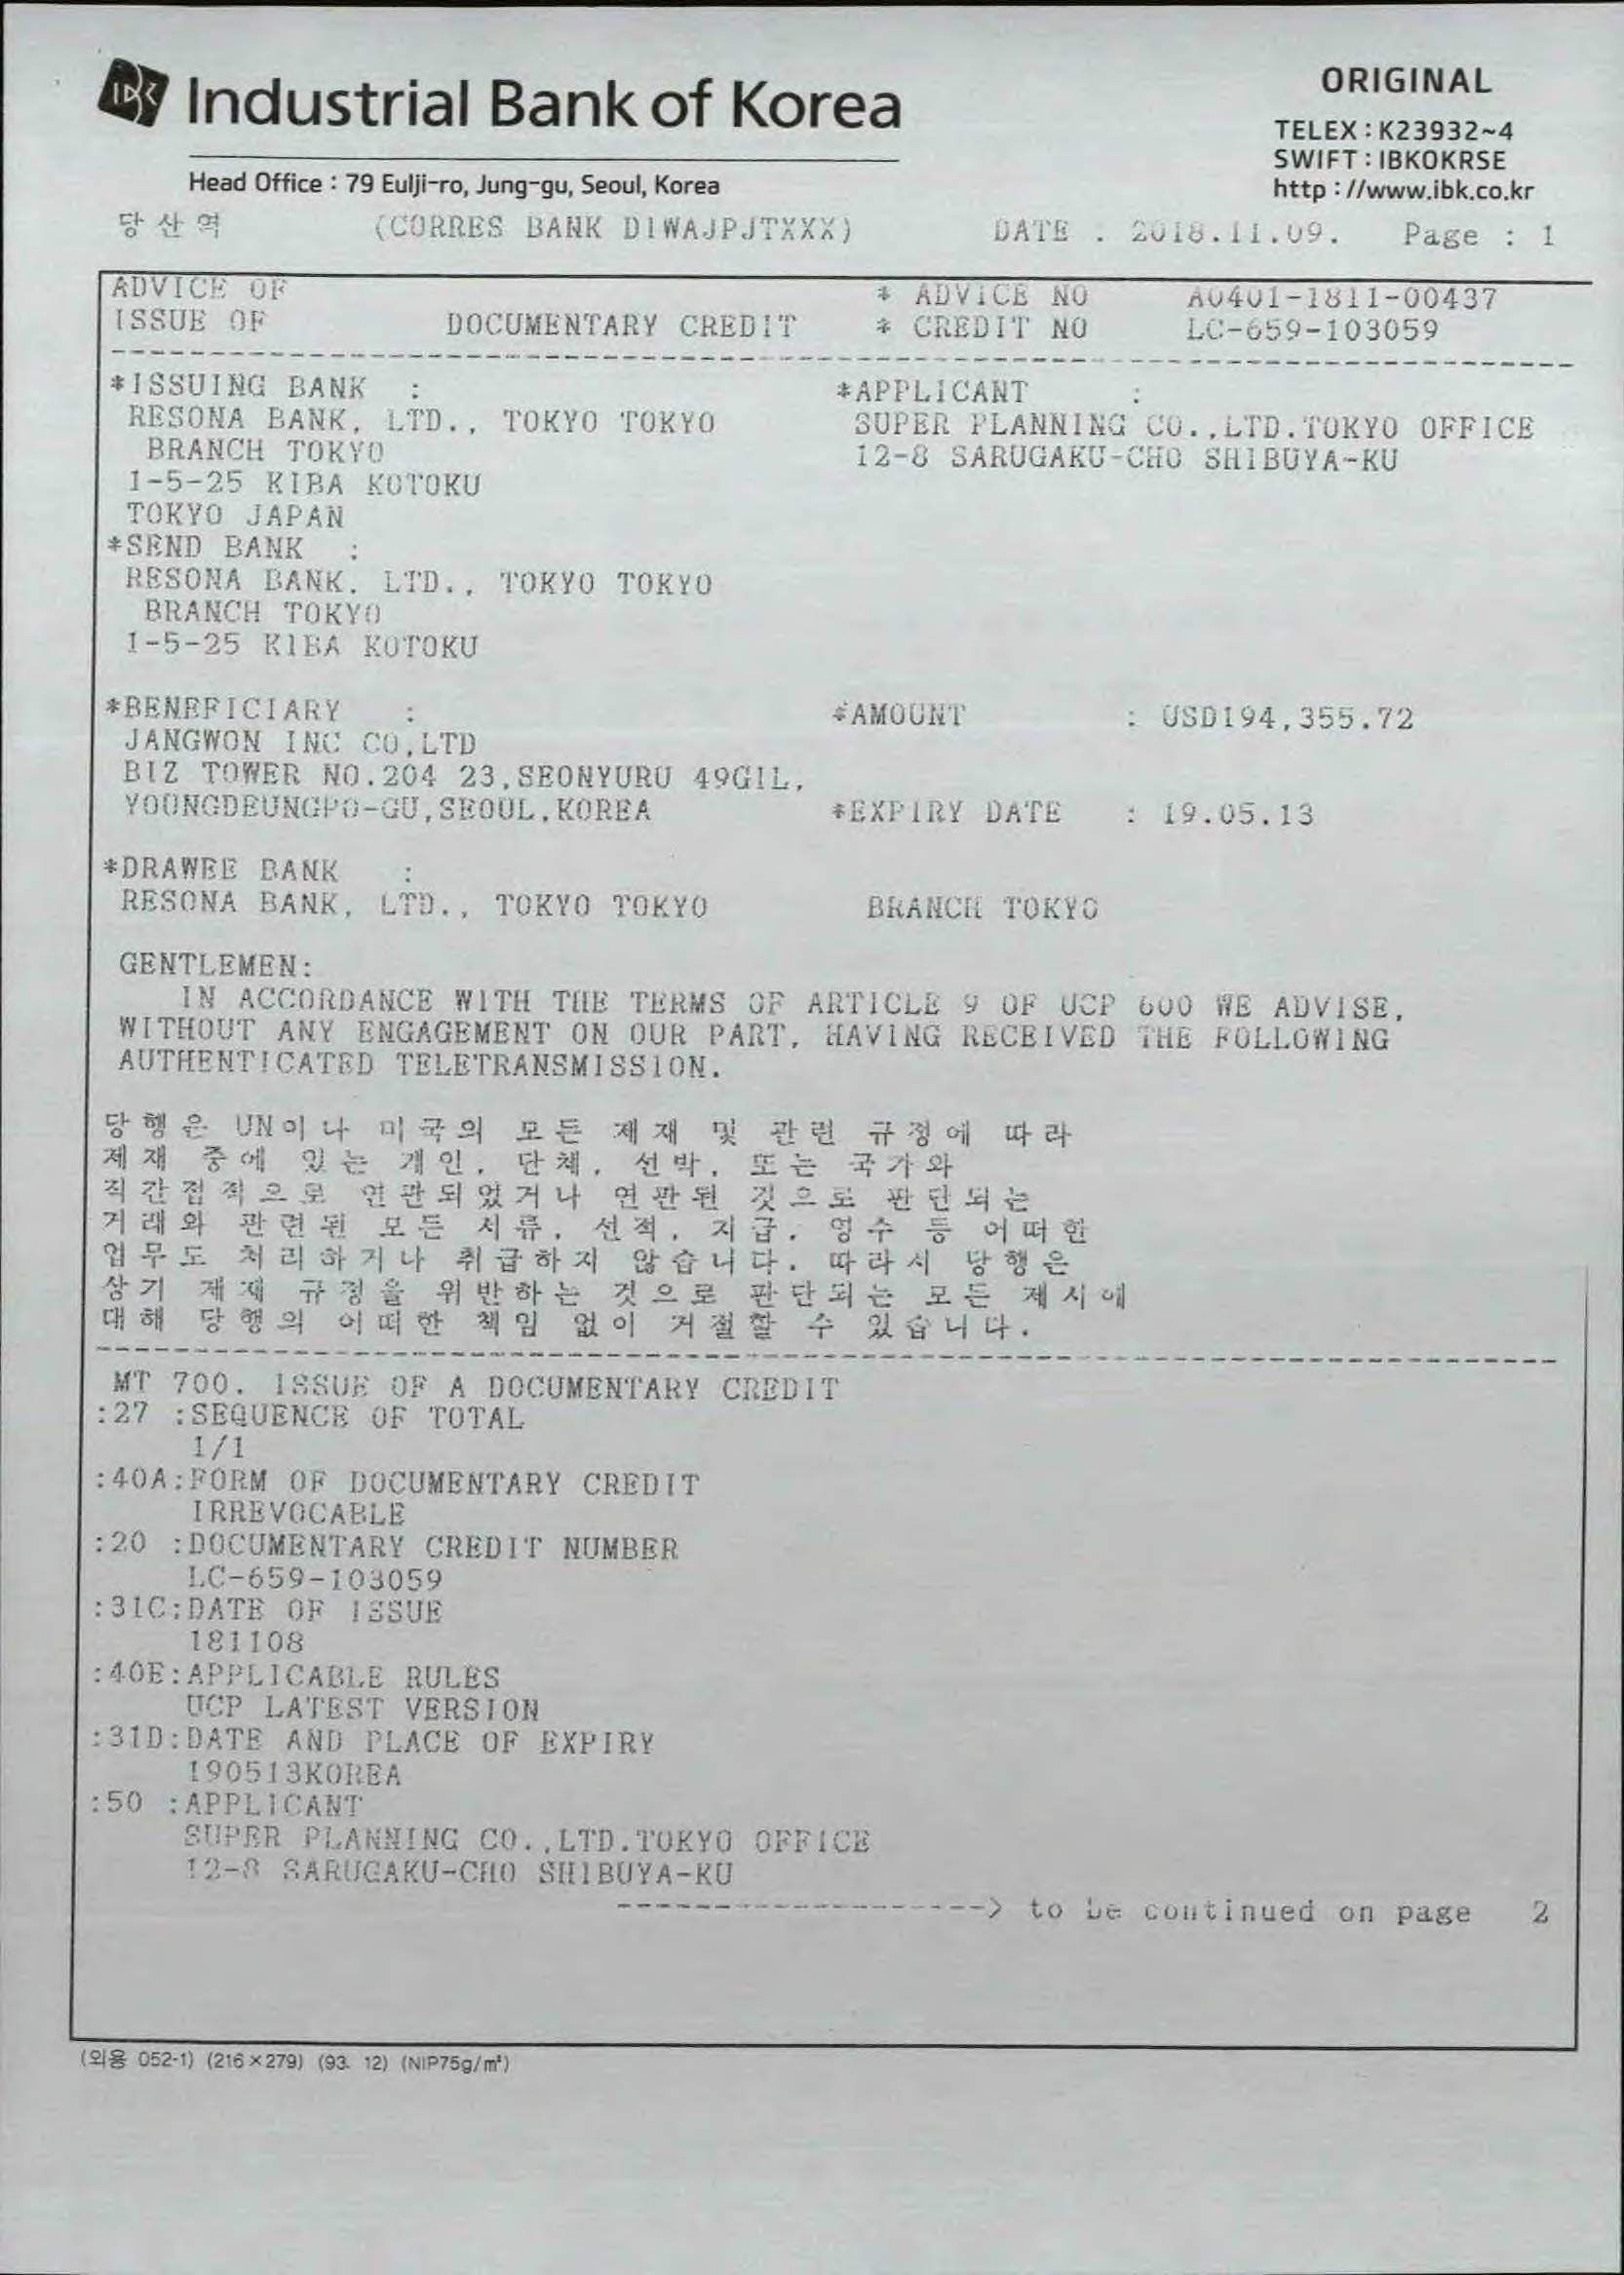 IBK Industrial Bank of Korea
ORIGINAL
TELEX : K23932~4
SWIFT : IBKOKRSE
Head Office : 79 Eulji-ro, Jung-gu, Seoul, Korea
http : //www.ibk.co.kr
당산역 (CORRES BANK DIWAJPJTXXX) DATE . 2018.11.09. Page : 1
ADVICE OF * ADVICE NO A0401-1811-00437
ISSUE OF DOCUMENTARY CREDIT * CREDIT NO LC-659-103059
*ISSUING BANK : *APPLICANT :
RESONA BANK, LTD., TOKYO TOKYO SUPER PLANNING CO.,LTD.TOKYO OFFICE
BRANCH TOKYO 12-8 SARUGAKU-CHO SHIBUYA-KU
1-5-25 KIBA KOTOKU
TOKYO JAPAN
*SEND BANK :
RESONA BANK, LTD., TOKYO TOKYO
BRANCH TOKYO
1-5-25 KIBA KOTOKU
*BENEFICIARY : *AMOUNT : USD194,355.72
JANGWON INC CO,LTD
BIZ TOWER NO.204 23,SEONYURU 49GIL,
YOUNGDEUNGPO-GU,SEOUL,KOREA *EXPIRY DATE : 19.05.13
*DRAWEE BANK :
RESONA BANK, LTD., TOKYO TOKYO BRANCH TOKYO
GENTLEMEN:
IN ACCORDANCE WITH THE TERMS OF ARTICLE 9 OF UCP 600 WE ADVISE,
WITHOUT ANY ENGAGEMENT ON OUR PART, HAVING RECEIVED THE FOLLOWING
AUTHENTICATED TELETRANSMISSION.
당행은 UN이나 미국의 모든 제재 및 관련 규정에 따라
제재 중에 있는 개인, 단체, 선박, 또는 국가와
직간접적으로 연관되었거나 연관된 것으로 판단되는
거래와 관련된 모든 서류, 선적, 지급, 영수 등 어떠한
업무도 처리하거나 취급하지 않습니다. 따라서 당행은
상기 제재 규정을 위반하는 것으로 판단되는 모든 제시에
대해 당행의 어떠한 책임 없이 거절할 수 있습니다.
MT 700. ISSUE OF A DOCUMENTARY CREDIT
:27 :SEQUENCE OF TOTAL
1/1
:40A:FORM OF DOCUMENTARY CREDIT
IRREVOCABLE
:20 :DOCUMENTARY CREDIT NUMBER
LC-659-103059
:31C:DATE OF ISSUE
181108
:40E:APPLICABLE RULES
UCP LATEST VERSION
:31D:DATE AND PLACE OF EXPIRY
190513KOREA
:50 :APPLICANT
SUPER PLANNING CO.,LTD.TOKYO OFFICE
12-8 SARUGAKU-CHO SHIBUYA-KU
-------------------> to be continued on page 2
(외용 052-1) (216×279) (93. 12) (NIP75g/㎡)